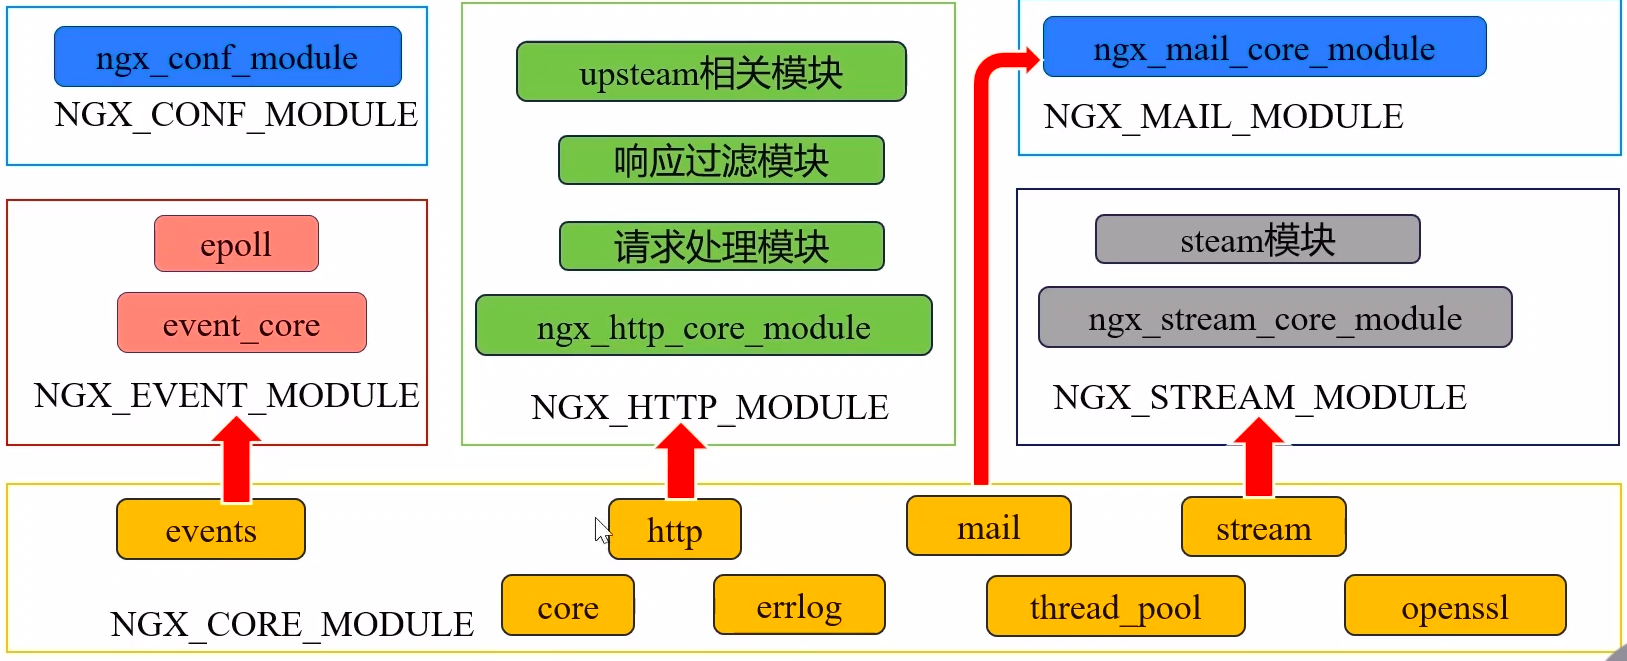 ngx_conf_module
NGX_CONF_MODULE
epoll
event_core
NGX_EVENT_MODULE
upsteam相关模块
响应过滤模块
请求处理模块
ngx_http_core_module
NGX_HTTP_MODULE
ngx_mail_core_module
NGX_MAIL_MODULE
steam模块
ngx_stream_core_module
NGX_STREAM_MODULE
events
http
mail
stream
core
errlog
thread_pool
openssl
NGX_CORE_MODULE